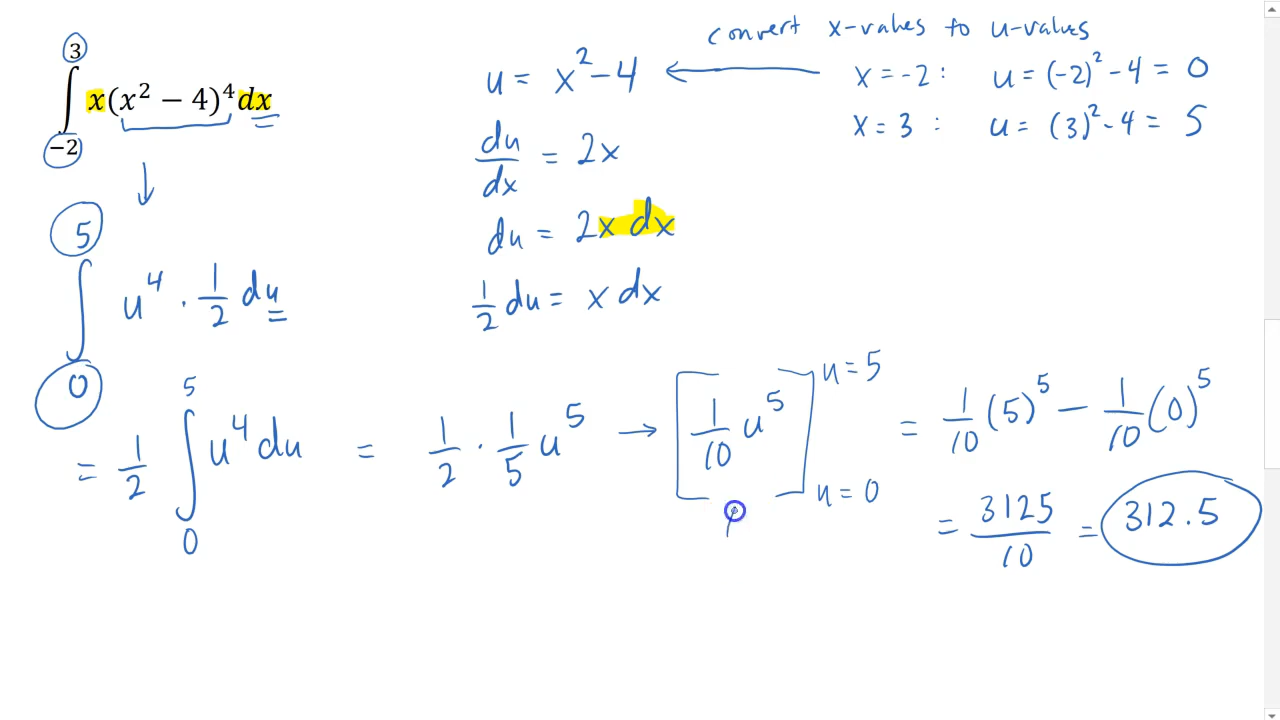 convert x-values to u-values
∫_{-2}^{3} x(x² − 4)⁴dx
u = x² − 4
x = -2 : u = (-2)² - 4 = 0
x = 3 : u = (3)² - 4 = 5
du/dx = 2x
du = 2x dx
∫_{0}^{5} u⁴ · 1/2 du
1/2 du = x dx
= 1/2 ∫_{0}^{5} u⁴ du = 1/2 · 1/5 u⁵ → [1/10 u⁵]_{u=0}^{u=5} = 1/10 (5)⁵ − 1/10 (0)⁵
= 3125/10 = 312.5